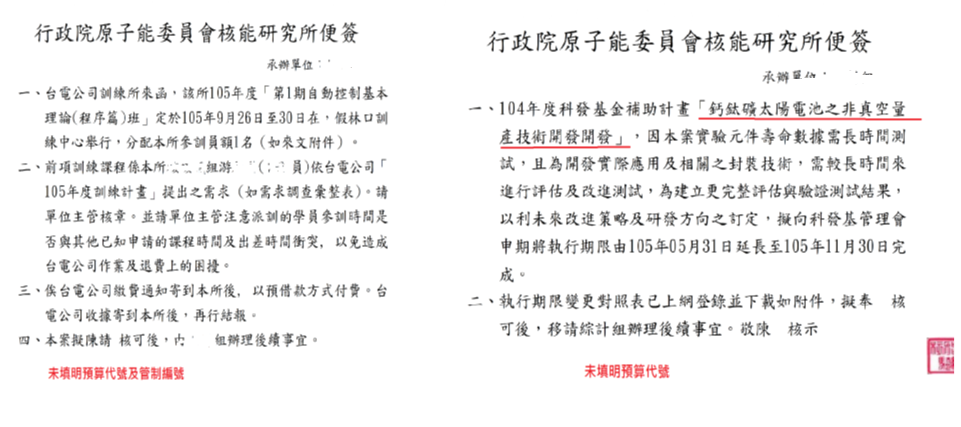 行政院原子能委員會核能研究所便簽
承辦單位：
一、台電公司訓練所來函，該所105年度「第1期自動控制基本
理論(程序篇)班」定於105年9月26日至30日在，假林口訓
練中心舉行，分配本所參訓員額1名（如來文附件）。
二、前項訓練課程係本所 組游 員)依台電公司「
105年度訓練計畫」提出之需求（如需求調查彙整表）。請
單位主管核章。並請單位主管注意派訓的學員參訓時間是
否與其他已知申請的課程時間及出差時間衝突，以免造成
台電公司作業及退費上的困擾。
三、俟台電公司繳費通知寄到本所後，以預借款方式付費。台
電公司收據寄到本所後，再行結報。
四、本案擬陳請 核可後， 組辦理後續事宜。
未填明預算代號及管制編號
行政院原子能委員會核能研究所便簽
承辦單位
一、104年度科發基金補助計畫「鈣鈦礦太陽電池之非真空量
產技術開發開發」，因本案實驗元件壽命數據需長時間測
試，且為開發實際應用及相關之封裝技術，需較長時間來
進行評估及改進測試，為建立更完整評估與驗證測試結果，
以利未來改進策略及研發方向之訂定，擬向科發基管理會
申期將執行期限由105年05月31日延長至105年11月30日完
成。
二、執行期限變更對照表已上網登錄並下載如附件，擬奉 核
可後，移請綜計組辦理後續事宜。敬陳 核示
未填明預算代號